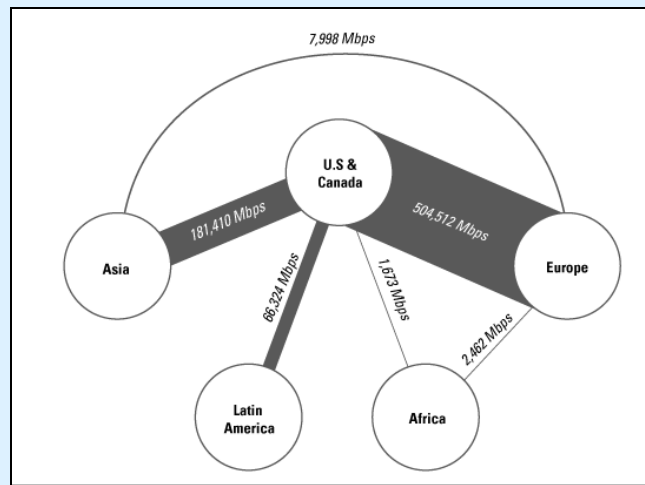 7,998 Mbps
U.S &
Canada
181,410 Mbps
504,512 Mbps
Asia
Europe
66,324 Mbps
1,673 Mbps
2,462 Mbps
Latin
America
Africa